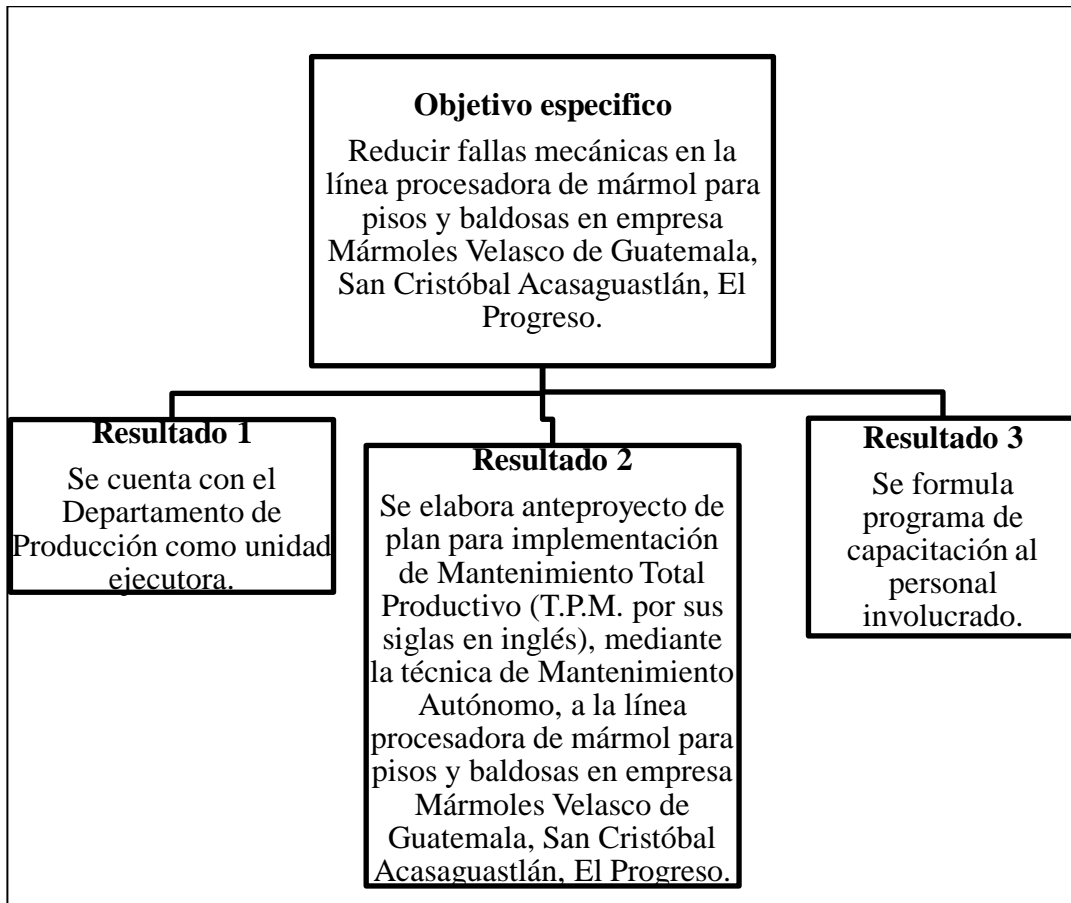 Objetivo especifico
Reducir fallas mecánicas en la
línea procesadora de mármol para
pisos y baldosas en empresa
Mármoles Velasco de Guatemala,
San Cristóbal Acasaguastlán, El
Progreso.
Resultado 1
Se cuenta con el
Departamento de
Producción como unidad
ejecutora.
Resultado 2
Se elabora anteproyecto de
plan para implementación
de Mantenimiento Total
Productivo (T.P.M. por sus
siglas en inglés), mediante
la técnica de Mantenimiento
Autónomo, a la línea
procesadora de mármol para
pisos y baldosas en empresa
Mármoles Velasco de
Guatemala, San Cristóbal
Acasaguastlán, El Progreso.
Resultado 3
Se formula
programa de
capacitación al
personal
involucrado.